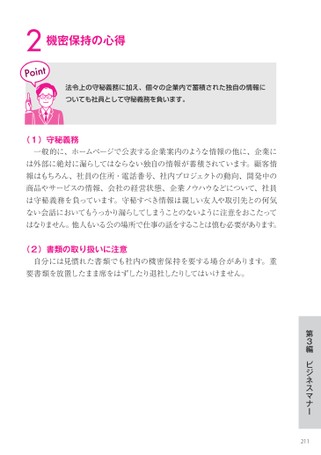 2 機密保持の心得
Point
法令上の守秘義務に加え、個々の企業内で蓄積された独自の情報に
ついても社員として守秘義務を負います。
（1）守秘義務
一般的に、ホームページで公表する企業案内のような情報の他に、企業に
は外部に絶対に漏らしてはならない独自の情報が蓄積されています。顧客情
報はもちろん、社員の住所・電話番号、社内プロジェクトの動向、開発中の
商品やサービスの情報、会社の経営状態、企業ノウハウなどについて、社員
は守秘義務を負っています。守秘すべき情報は親しい友人や取引先との何気
ない会話においてもうっかり漏らしてしまうことのないように注意をおこたって
はなりません。他人もいる公の場所で仕事の話をすることは慎む必要があります。
（2）書類の取り扱いに注意
自分には見慣れた書類でも社内の機密保持を要する場合があります。重
要書類を放置したまま席をはずしたり退社したりしてはいけません。
第3編 ビジネスマナー
211